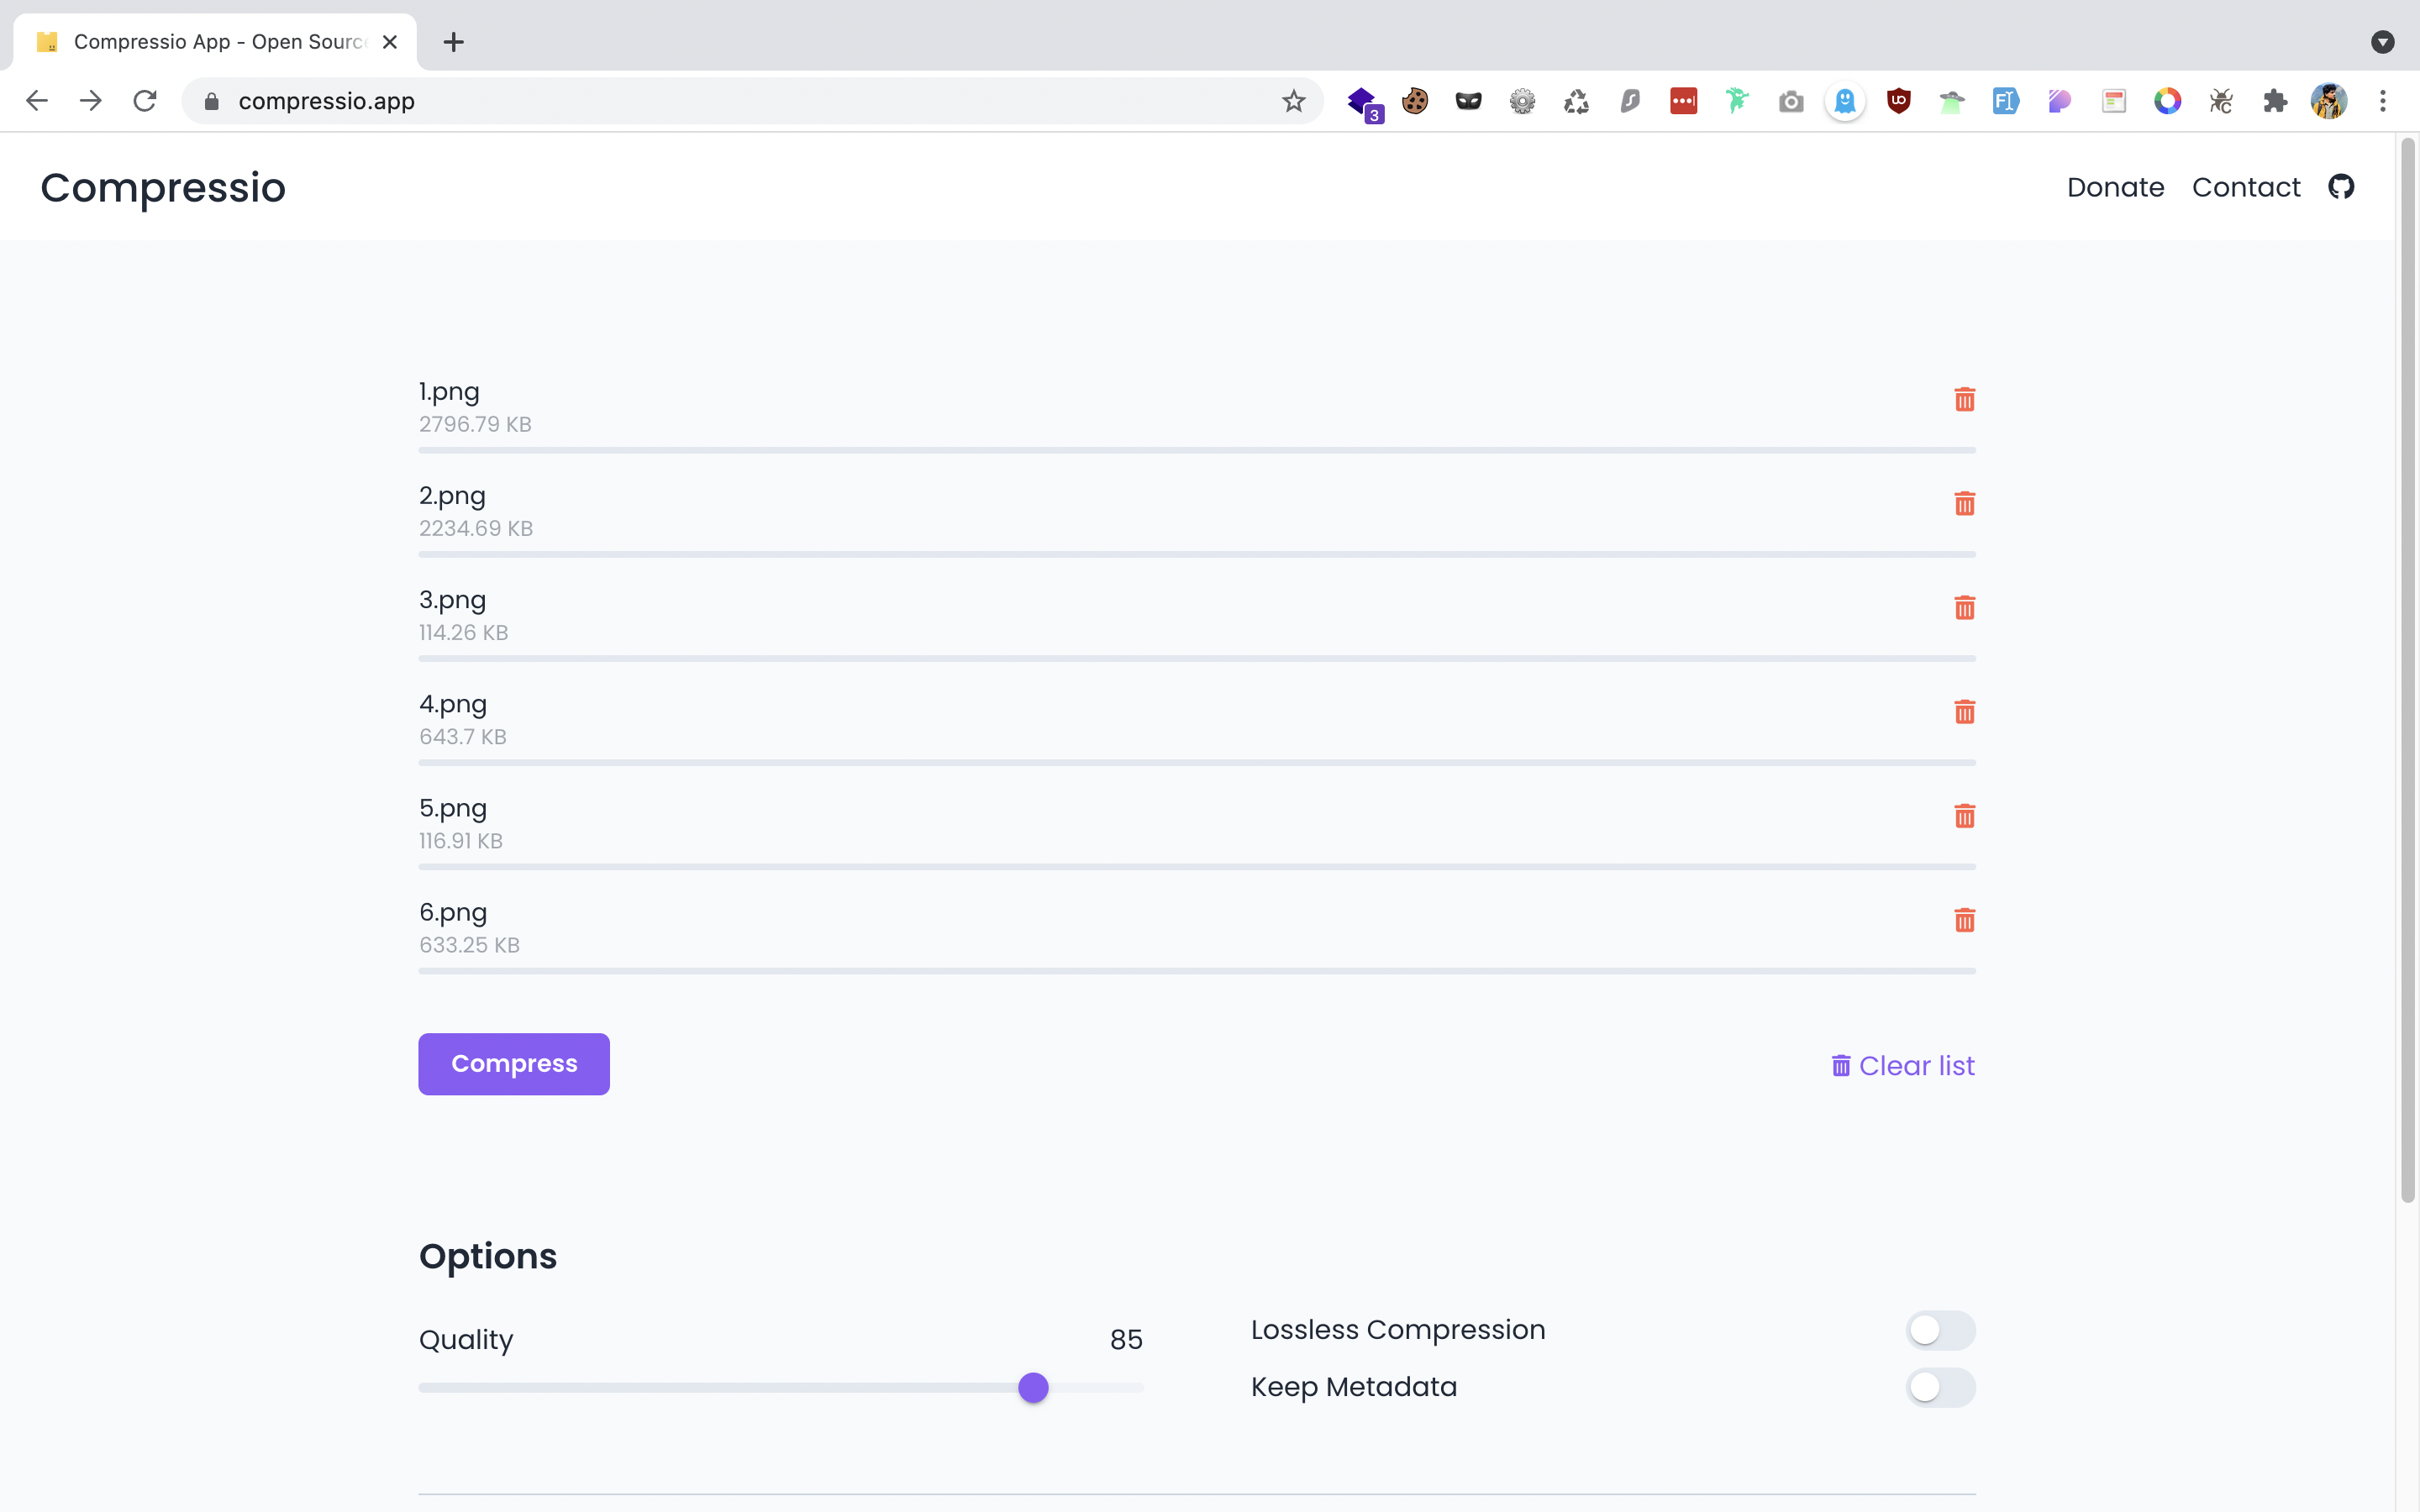 Compressio App - Open Sourc
compressio.app
3
Compressio
Donate Contact
1.png
2796.79 KB
2.png
2234.69 KB
3.png
114.26 KB
4.png
643.7 KB
5.png
116.91 KB
6.png
633.25 KB
Compress
Clear list
Options
Quality 85
Lossless Compression
Keep Metadata